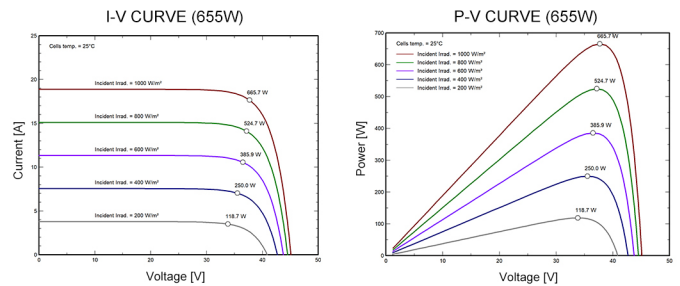 I-V CURVE (655W)
Cells temp. = 25°C
Incident Irrad. = 1000 W/m²
665.7 W
Incident Irrad. = 800 W/m²
524.7 W
Incident Irrad. = 600 W/m²
385.9 W
Incident Irrad. = 400 W/m²
250.0 W
Incident Irrad. = 200 W/m²
118.7 W
Current [A]
25
20
15
10
5
0
0
10
20
30
40
50
Voltage [V]
P-V CURVE (655W)
Cells temp. = 25°C
Incident Irrad. = 1000 W/m²
Incident Irrad. = 800 W/m²
Incident Irrad. = 600 W/m²
Incident Irrad. = 400 W/m²
Incident Irrad. = 200 W/m²
665.7 W
524.7 W
385.9 W
250.0 W
118.7 W
Power [W]
700
600
500
400
300
200
100
0
0
10
20
30
40
50
Voltage [V]